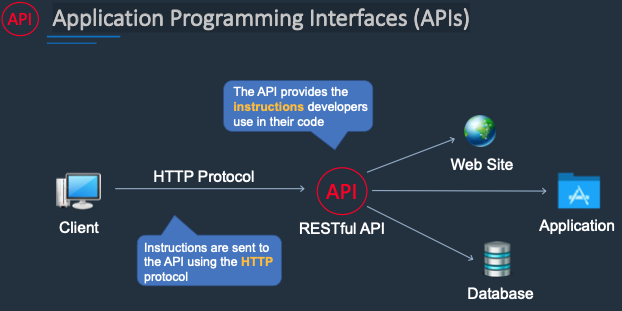 API
Application Programming Interfaces (APIs)
The API provides the
instructions developers
use in their code
HTTP Protocol
API
RESTful API
Web Site
Application
Database
Client
Instructions are sent to
the API using the HTTP
protocol